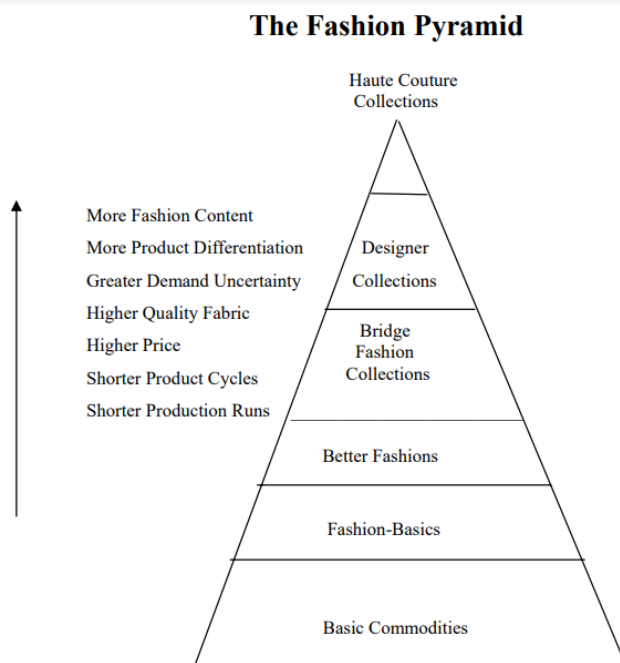 The Fashion Pyramid
Haute Couture
Collections
More Fashion Content
More Product Differentiation
Greater Demand Uncertainty
Higher Quality Fabric
Higher Price
Shorter Product Cycles
Shorter Production Runs
Designer
Collections
Bridge
Fashion
Collections
Better Fashions
Fashion-Basics
Basic Commodities